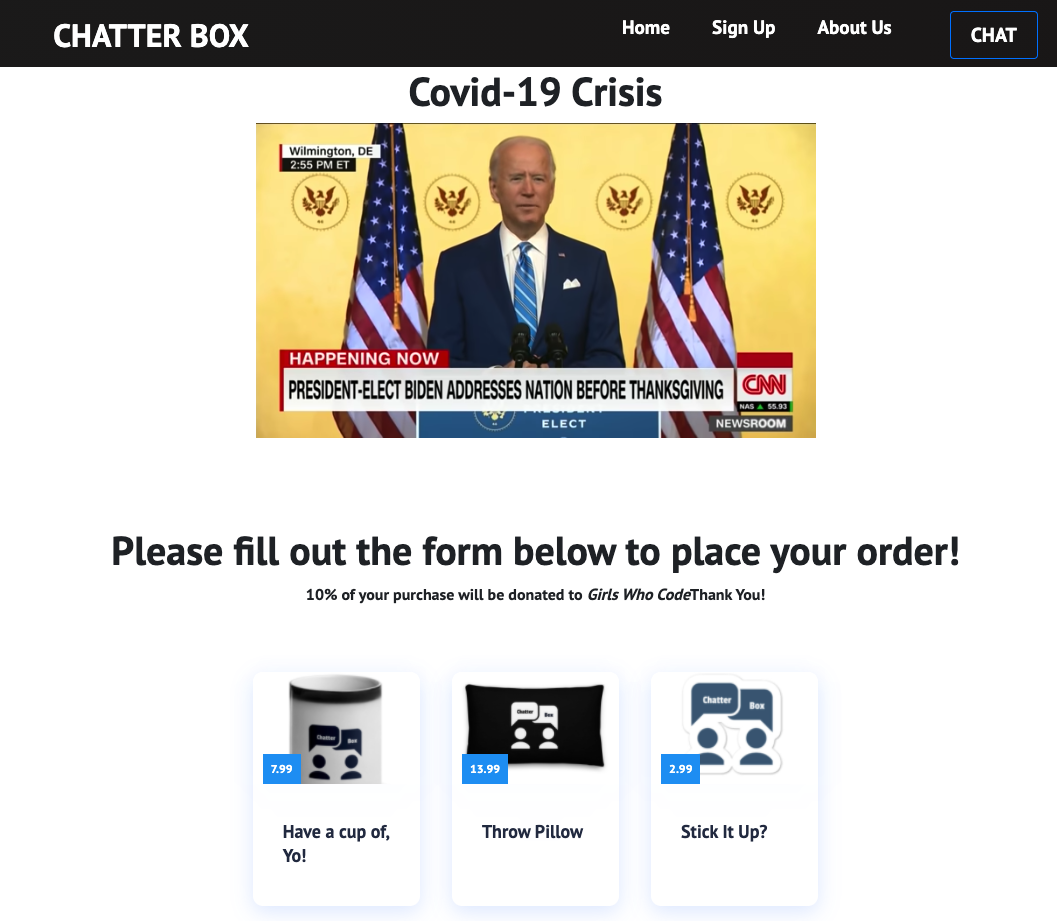 CHATTER BOX
Home
Sign Up
About Us
CHAT
Covid-19 Crisis
Wilmington, DE
2:55 PM ET
HAPPENING NOW
PRESIDENT-ELECT BIDEN ADDRESSES NATION BEFORE THANKSGIVING
CNN
NAS ▲ 55.93
PRESIDENT
ELECT
NEWSROOM
Please fill out the form below to place your order!
10% of your purchase will be donated to Girls Who CodeThank You!
Chatter Box
7.99
Have a cup of,
Yo!
Chatter Box
13.99
Throw Pillow
Chatter Box
2.99
Stick It Up?